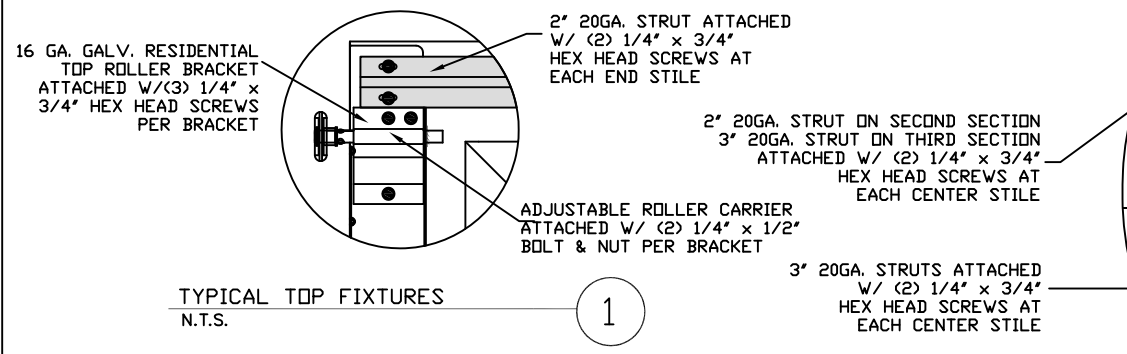 16 GA. GALV. RESIDENTIAL
TOP ROLLER BRACKET
ATTACHED W/(3) 1/4" x
3/4" HEX HEAD SCREWS
PER BRACKET
2" 20GA. STRUT ATTACHED
W/ (2) 1/4" x 3/4"
HEX HEAD SCREWS AT
EACH END STILE
ADJUSTABLE ROLLER CARRIER
ATTACHED W/ (2) 1/4" x 1/2"
BOLT & NUT PER BRACKET
TYPICAL TOP FIXTURES
N.T.S.
1
2" 20GA. STRUT ON SECOND SECTION
3" 20GA. STRUT ON THIRD SECTION
ATTACHED W/ (2) 1/4" x 3/4"
HEX HEAD SCREWS AT
EACH CENTER STILE
3" 20GA. STRUTS ATTACHED
W/ (2) 1/4" x 3/4"
HEX HEAD SCREWS AT
EACH CENTER STILE